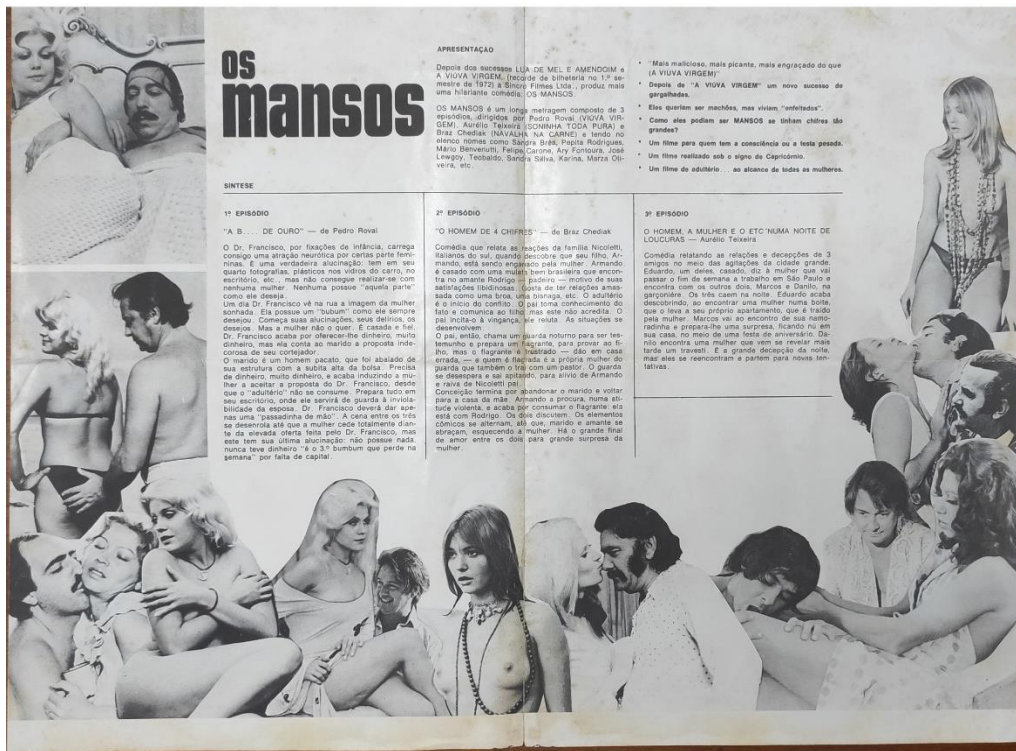 os
mansos
APRESENTAÇÃO
Depois dos sucessos LUA DE MEL E AMENDOIM e
A VIÚVA VIRGEM, (recorde de bilheteria no 1.º se-
mestre de 1972) a Sincro Filmes Ltda., produz mais
uma hilariante comédia: OS MANSOS.
OS MANSOS é um longa metragem composto de 3
episódios, dirigidos por Pedro Rovai (VIÚVA VIR-
GEM), Aurélio Teixeira (SONINHA TODA PURA) e
Braz Chediak (NAVALHA NA CARNE) e tendo no
elenco nomes como Sandra Bréa, Pepita Rodrigues,
Mário Benvenutti, Felipe Carone, Ary Fontoura, José
Lewgoy, Teobaldo, Sandra Silva, Karina, Marza Oli-
veira, etc.
* "Mais malicioso, mais picante, mais engraçado do que
(A VIÚVA VIRGEM)"
* Depois de "A VIÚVA VIRGEM" um novo sucesso de
gargalhadas.
* Eles queriam ser machões, mas viviam "enfeitados".
* Como eles podiam ser MANSOS se tinham chifres tão
grandes?
* Um filme para quem tem a consciência ou a testa pesada.
* Um filme realizado sob o signo de Capricórnio.
* Um filme de adultério... ao alcance de todas as mulheres.
SINTESE
1º EPISÓDIO
"A B.... DE OURO" — de Pedro Rovai
O Dr. Francisco, por fixações de infância, carrega
consigo uma atração neurótica por certas parte femi-
ninas. É uma verdadeira alucinação: tem em seu
quarto fotografias, plásticos nos vidros do carro, no
escritório, etc., mas não consegue realizar-se com
nenhuma mulher. Nenhuma possue "aquela parte"
como ele deseja.
Um dia Dr. Francisco vê na rua a imagem da mulher
sonhada. Ela possue um "bubum" como ele sempre
desejou. Começa suas alucinações, seus delírios, os
desejos. Mas a mulher não o quer. É casada e fiel.
Dr. Francisco acaba por oferecer-lhe dinheiro, muito
dinheiro, mas ela conta ao marido a proposta inde-
corosa de seu cortejador.
O marido é um homem pacato, que foi abalado de
sua estrutura com a subita alta da bolsa. Precisa
de dinheiro, muito dinheiro, e acaba induzindo a mu-
lher a aceitar a proposta do Dr. Francisco, desde
que o "adultério" não se consume. Prepara tudo em
seu escritório, onde ele servirá de guarda à inviola-
bilidade da esposa. Dr. Francisco deverá dar ape-
nas uma "passadinha de mão". A cena entre os três
se desenrola até que a mulher cede totalmente dian-
te da elevada oferta feita pelo Dr. Francisco, mas
este tem sua última alucinação: não possue nada,
nunca teve dinheiro "é o 3.º bumbum que perde na
semana" por falta de capital.
2º EPISÓDIO
"O HOMEM DE 4 CHIFRES" — de Braz Chediak
Comédia que relata as reações da família Nicoletti,
italianos do sul, quando descobre que seu filho, Ar-
mando, está sendo enganado pela mulher. Armando
é casado com uma mulata bem brasileira que encon-
tra no amante Rodrigo — padeiro — motivo de suas
satisfações libidinosas. Gosta de ter relações amas-
sada como uma broa, uma bisnaga, etc. O adultério
é o início do conflito. O pai toma conhecimento do
fato e comunica ao filho mas este não acredita. O
pai incita-o à vingança, ele reluta. As situações se
desenvolvem.
O pai, então, chama um guarda noturno para ser tes-
temunho e prepara um flagrante, para provar ao fi-
lho, mas o flagrante é frustrado — dão em casa
errada, — e quem é flagrada é a própria mulher do
guarda que também o trai com um pastor. O guarda
se desespera e sai apitando, para alívio de Armando
e raiva de Nicoletti pai.
Conceição termina por abandonar o marido e voltar
para a casa da mãe. Armando a procura, numa ati-
tude violenta, e acaba por consumar o flagrante: ela
está com Rodrigo. Os dois discutem. Os elementos
cômicos se alternam, até que, marido e amante se
abraçam, esquecendo a mulher. Há o grande final
de amor entre os dois para grande surpresa da
mulher.
3º EPISÓDIO
O HOMEM, A MULHER E O ETC NUMA NOITE DE
LOUCURAS — Aurélio Teixeira
Comédia relatando as reações e decepções de 3
amigos no meio das agitações da cidade grande.
Eduardo, um deles, casado, diz à mulher que vai
passar o fim de semana a trabalho em São Paulo e
encontra com os outros dois, Marcos e Danilo, na
garçonière. Os três caem na noite. Eduardo acaba
descobrindo, ao encontrar uma mulher numa boite,
que o leva a seu próprio apartamento, que é traído
pela mulher. Marcos vai ao encontro de sua namo-
radinha e prepara-lhe uma surpresa, ficando nú em
sua casa, no meio de uma festa de aniversário. Da-
nilo encontra uma mulher que vem se revelar mais
tarde um travesti. É a grande decepção da noite,
mas eles se reencontram e partem para novas ten-
tativas.